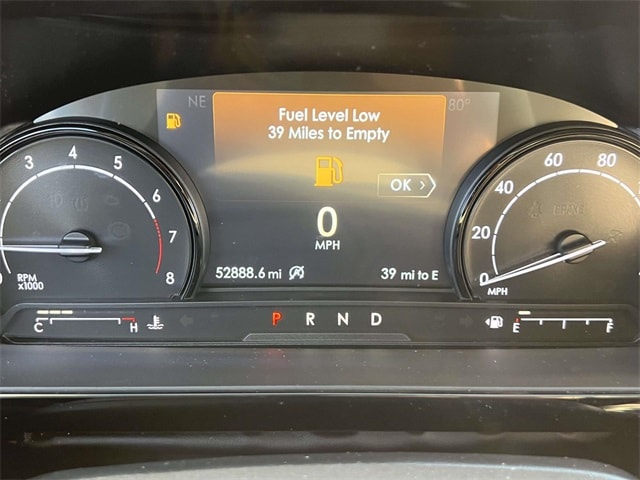 NE
80°
Fuel Level Low
39 Miles to Empty
OK
0
MPH
52888.6 mi
39 mi to E
3 4 5 6 7 8
RPM
x1000
0 20 40 60 80
MPH
C H
P R N D
E F